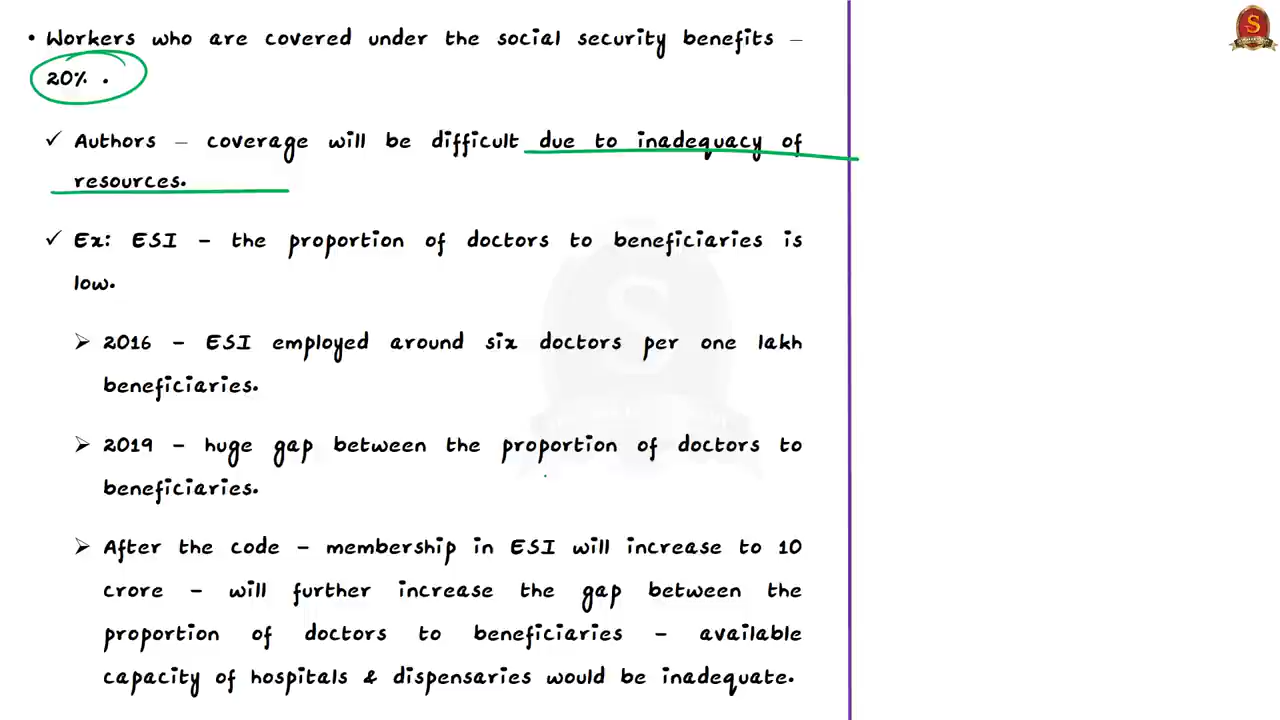 • Workers who are covered under the social security benefits –
20% .
✓ Authors – coverage will be difficult due to inadequacy of
resources.
✓ Ex: ESI – the proportion of doctors to beneficiaries is
low.
➢ 2016 – ESI employed around six doctors per one lakh
beneficiaries.
➢ 2019 – huge gap between the proportion of doctors to
beneficiaries.
➢ After the code – membership in ESI will increase to 10
crore – will further increase the gap between the
proportion of doctors to beneficiaries – available
capacity of hospitals & dispensaries would be inadequate.
S